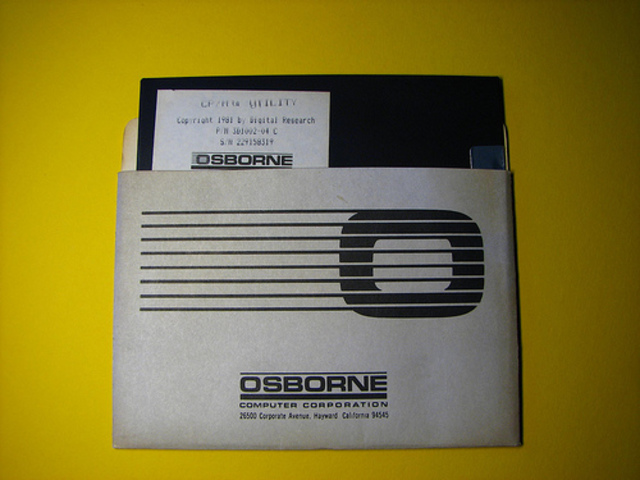 CP/M® UTILITY
Copyright 1981 by Digital Research
P/N 3D1002-04 C
S/N 229158319
OSBORNE
OSBORNE
COMPUTER CORPORATION
26500 Corporate Avenue, Hayward California 94545